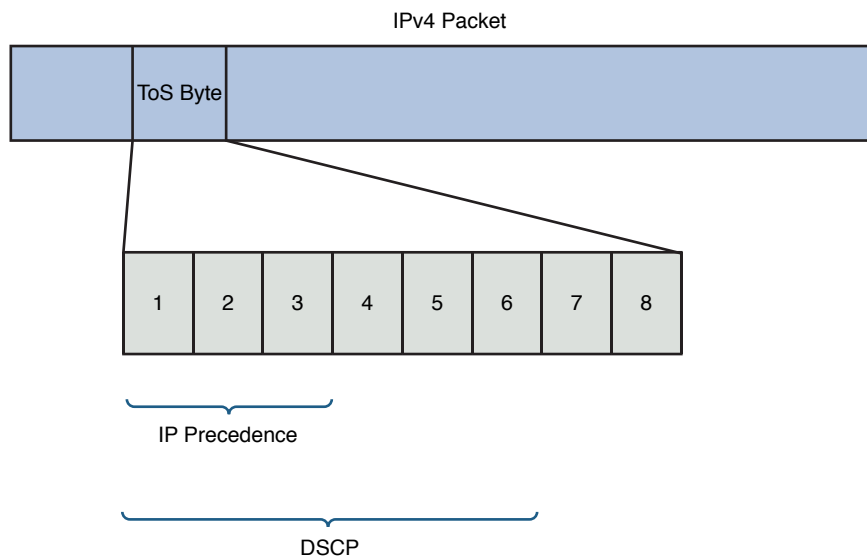 IPv4 Packet
ToS Byte
1 2 3 4 5 6 7 8
IP Precedence
DSCP